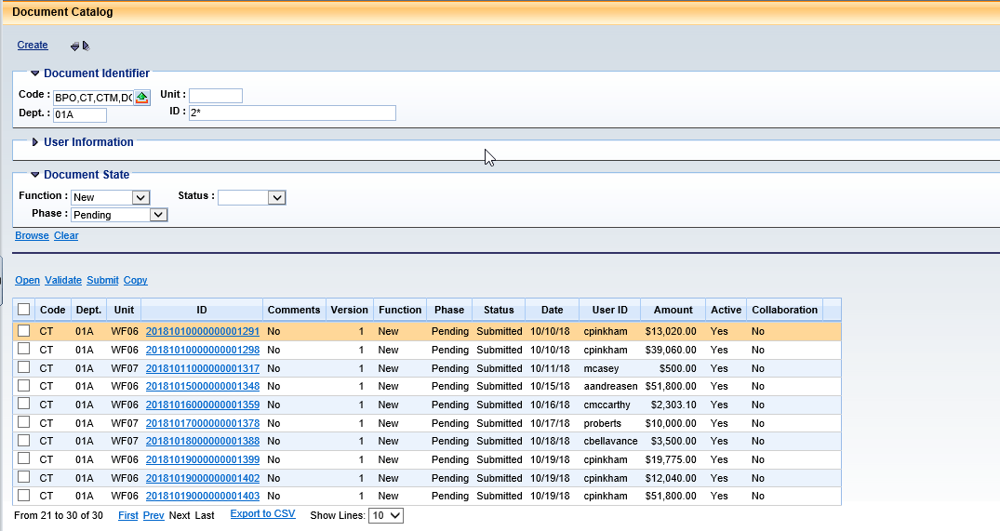 Document Catalog
Create
Document Identifier
Code : BPO,CT,CTM,DO Unit :
Dept. : 01A ID : 2*
User Information
Document State
Function : New Status :
Phase : Pending
Browse Clear
Open Validate Submit Copy
Code Dept. Unit ID Comments Version Function Phase Status Date User ID Amount Active Collaboration
CT 01A WF06 20181010000000001291 No 1 New Pending Submitted 10/10/18 cpinkham $13,020.00 Yes No
CT 01A WF06 20181010000000001298 No 1 New Pending Submitted 10/10/18 cpinkham $39,060.00 Yes No
CT 01A WF07 20181011000000001317 No 1 New Pending Submitted 10/11/18 mcasey $500.00 Yes No
CT 01A WF06 20181015000000001348 No 1 New Pending Submitted 10/15/18 aandreasen $51,800.00 Yes No
CT 01A WF06 20181016000000001359 No 1 New Pending Submitted 10/16/18 cmccarthy $2,303.10 Yes No
CT 01A WF07 20181017000000001378 No 1 New Pending Submitted 10/17/18 proberts $10,000.00 Yes No
CT 01A WF07 20181018000000001388 No 1 New Pending Submitted 10/18/18 cbellavance $3,500.00 Yes No
CT 01A WF06 20181019000000001399 No 1 New Pending Submitted 10/19/18 cpinkham $19,775.00 Yes No
CT 01A WF06 20181019000000001402 No 1 New Pending Submitted 10/19/18 cpinkham $12,040.00 Yes No
CT 01A WF06 20181019000000001403 No 1 New Pending Submitted 10/19/18 cpinkham $51,800.00 Yes No
From 21 to 30 of 30 First Prev Next Last Export to CSV Show Lines: 10